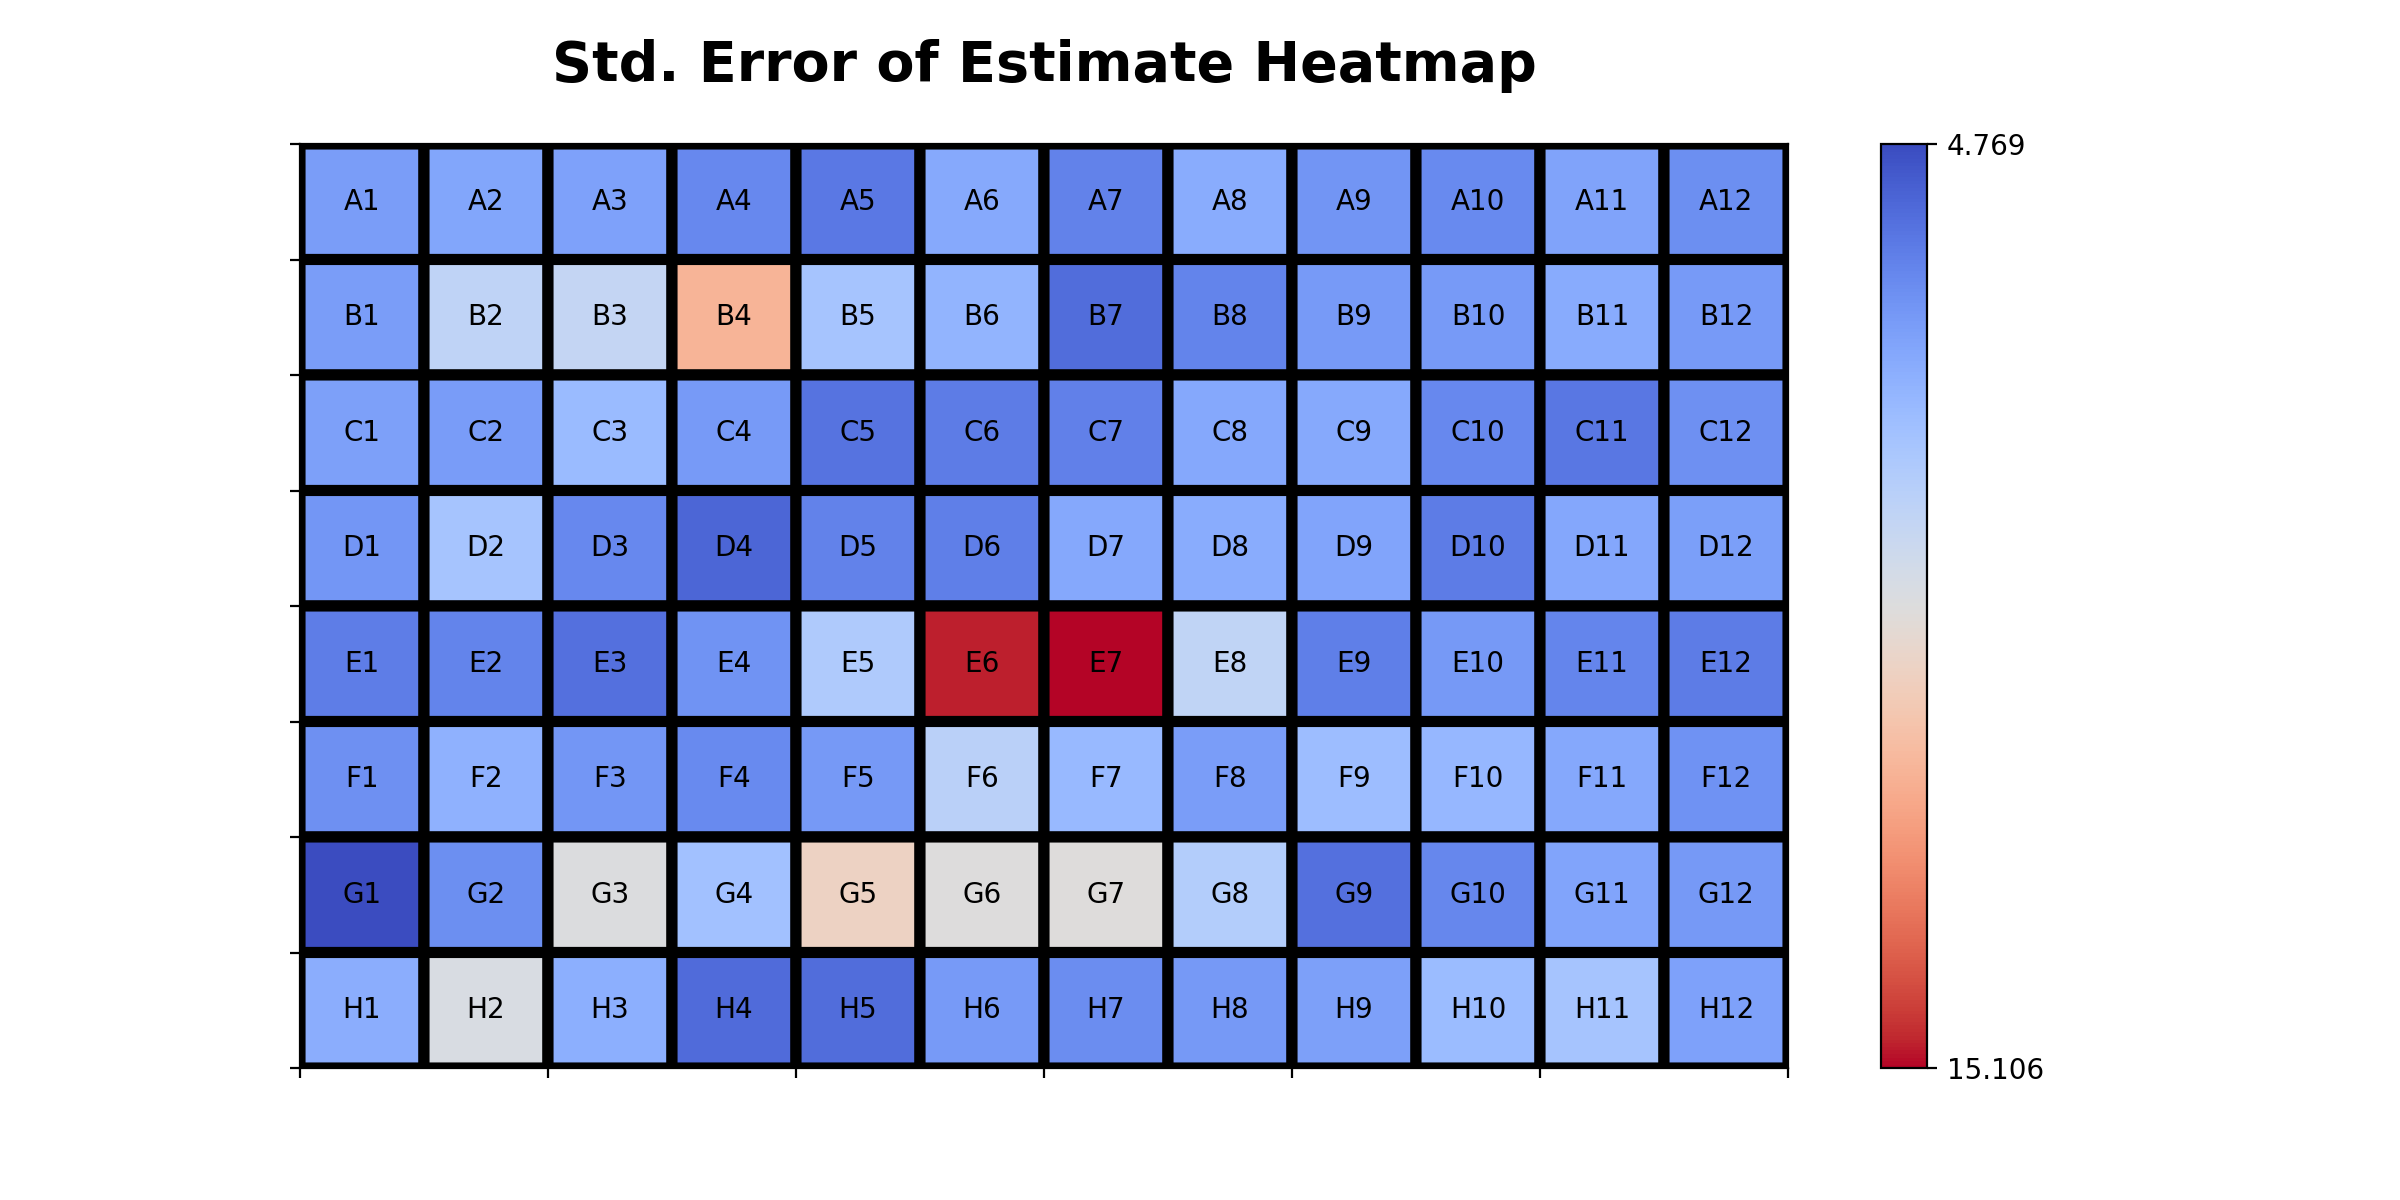 Std. Error of Estimate Heatmap
4.769
A1 A2 A3 A4 A5 A6 A7 A8 A9 A10 A11 A12
B1 B2 B3 B4 B5 B6 B7 B8 B9 B10 B11 B12
C1 C2 C3 C4 C5 C6 C7 C8 C9 C10 C11 C12
D1 D2 D3 D4 D5 D6 D7 D8 D9 D10 D11 D12
E1 E2 E3 E4 E5 E6 E7 E8 E9 E10 E11 E12
F1 F2 F3 F4 F5 F6 F7 F8 F9 F10 F11 F12
G1 G2 G3 G4 G5 G6 G7 G8 G9 G10 G11 G12
H1 H2 H3 H4 H5 H6 H7 H8 H9 H10 H11 H12
15.106